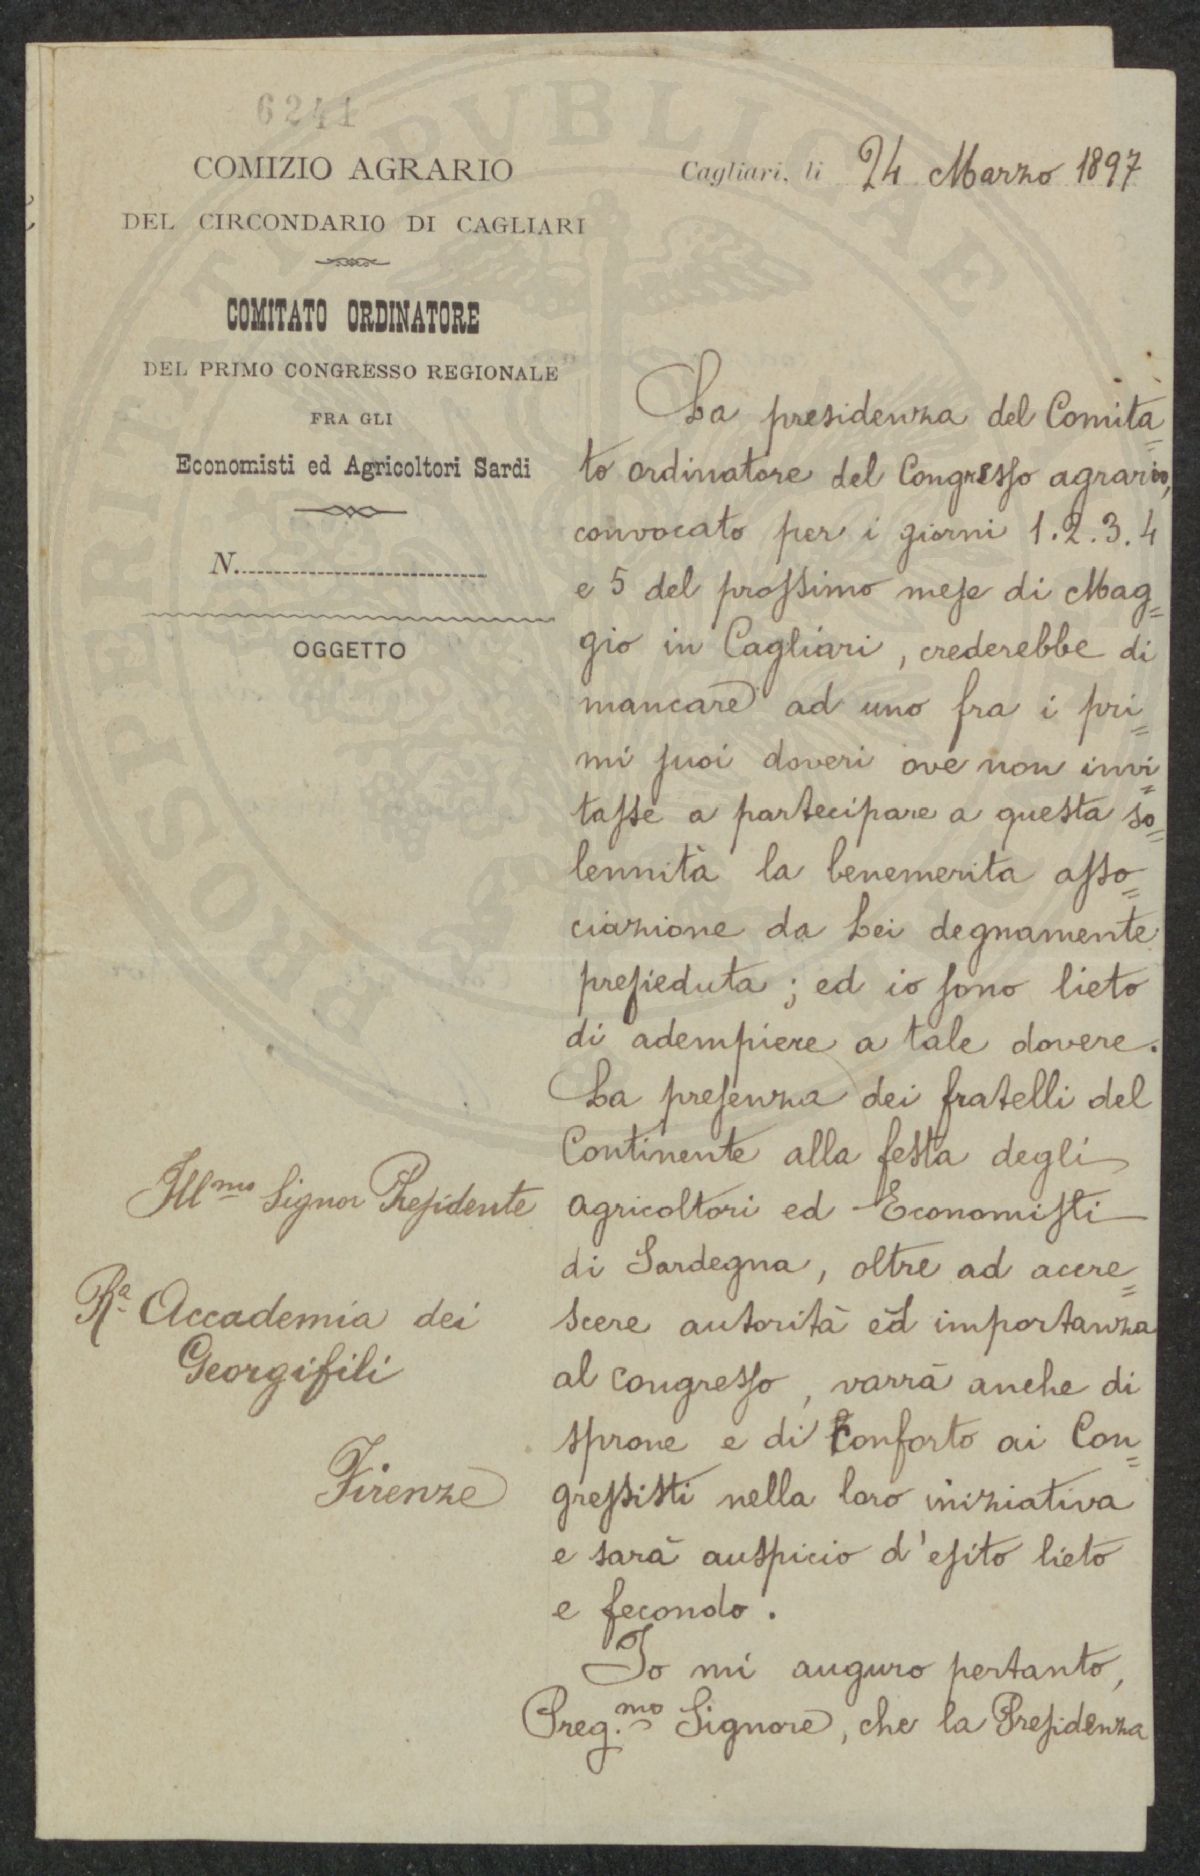 6241
COMIZIO AGRARIO
DEL CIRCONDARIO DI CAGLIARI
COMITATO ORDINATORE
DEL PRIMO CONGRESSO REGIONALE
FRA GLI
Economisti ed Agricoltori Sardi
N.
OGGETTO
Cagliari, li 24 Marzo 1897
La presidenza del Comita=
to ordinatore del Congresso agrario,
convocato per i giorni 1.2.3.4
e 5 del prossimo mese di Mag=
gio in Cagliari, crederebbe di
mancare ad uno fra i pri=
mi suoi doveri ove non invi=
tasse a partecipare a questa so=
lennità la benemerita asso=
ciazione da Lei degnamente
presieduta; ed io sono lieto
di adempiere a tale dovere.
La presenza dei fratelli del
Continente alla festa degli
agricoltori ed Economisti
di Sardegna, oltre ad accre=
scere autorità ed importanza
al congresso, varrà anche di
sprone e di conforto ai Con=
gressisti nella loro iniziativa
e sarà auspicio d'esito lieto
e fecondo.
Io mi auguro pertanto,
Preg.mo Signore, che la Presidenza
Ill.mo Signor Presidente
Ra Accademia dei
Georgifili
Firenze
PROSPERITATI PUBLICAE